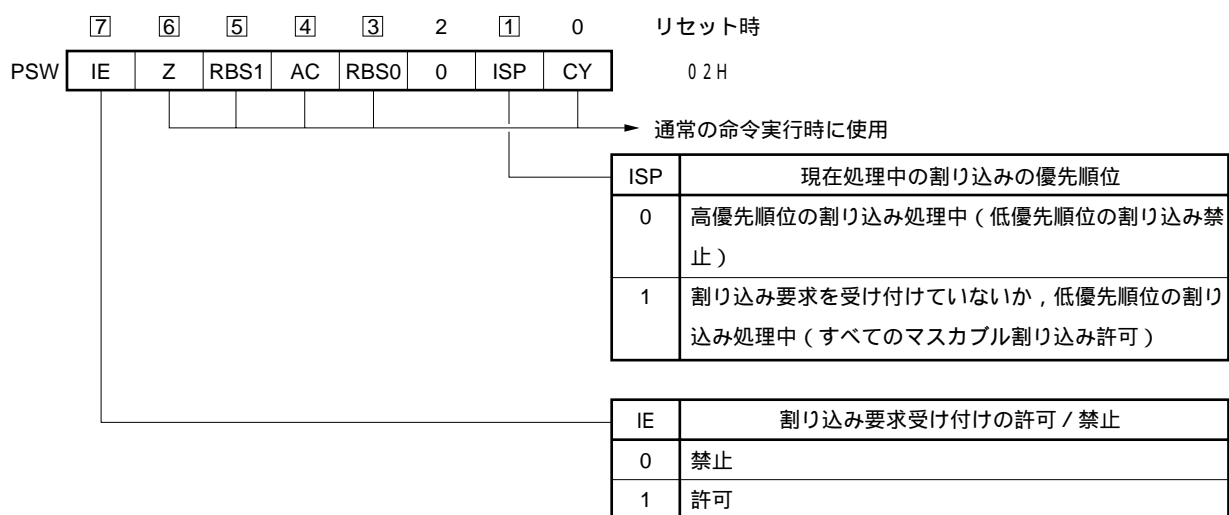 7 6 5 4 3 2 1 0 リセット時
PSW IE Z RBS1 AC RBS0 0 ISP CY 02H
通常の命令実行時に使用
ISP 現在処理中の割り込みの優先順位
0 高優先順位の割り込み処理中(低優先順位の割り込み禁
止)
1 割り込み要求を受け付けていないか,低優先順位の割り
込み処理中(すべてのマスカブル割り込み許可)
IE 割り込み要求受け付けの許可/禁止
0 禁止
1 許可